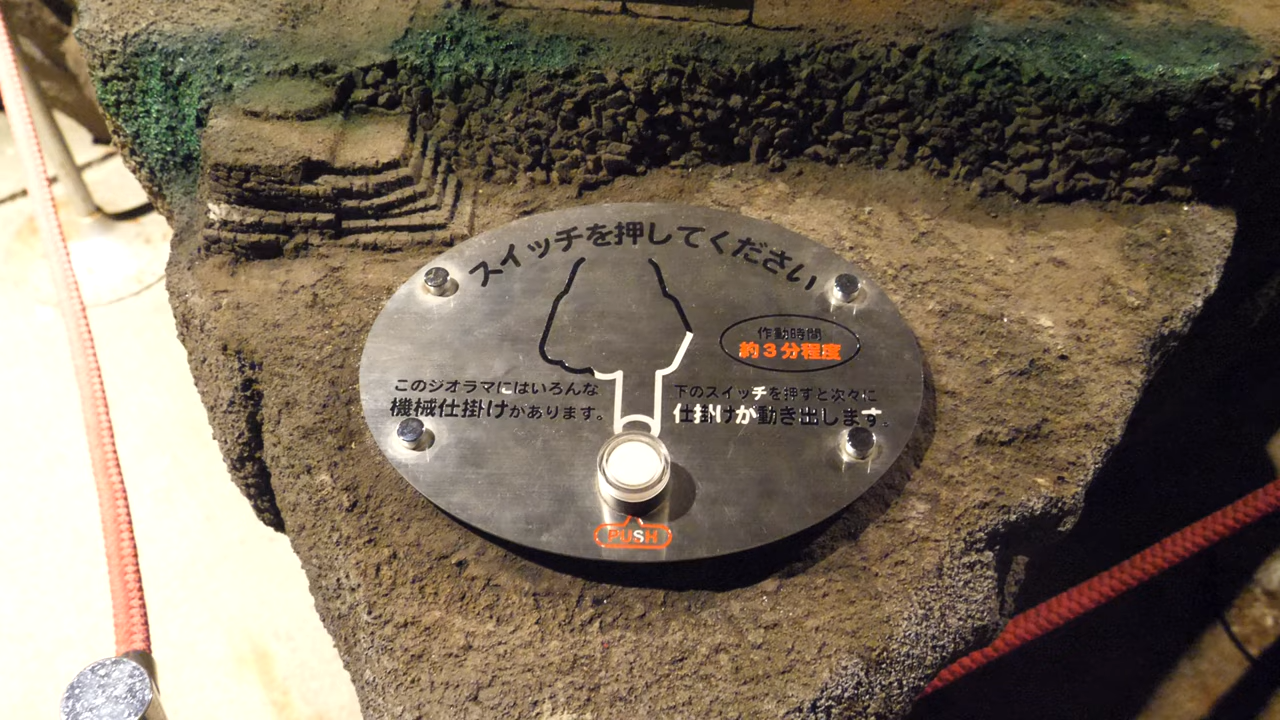 スイッチを押してください
作動時間
約3分程度
このジオラマにはいろんな
機械仕掛けがあります。
下のスイッチを押すと次々に
仕掛けが動き出します。
PUSH